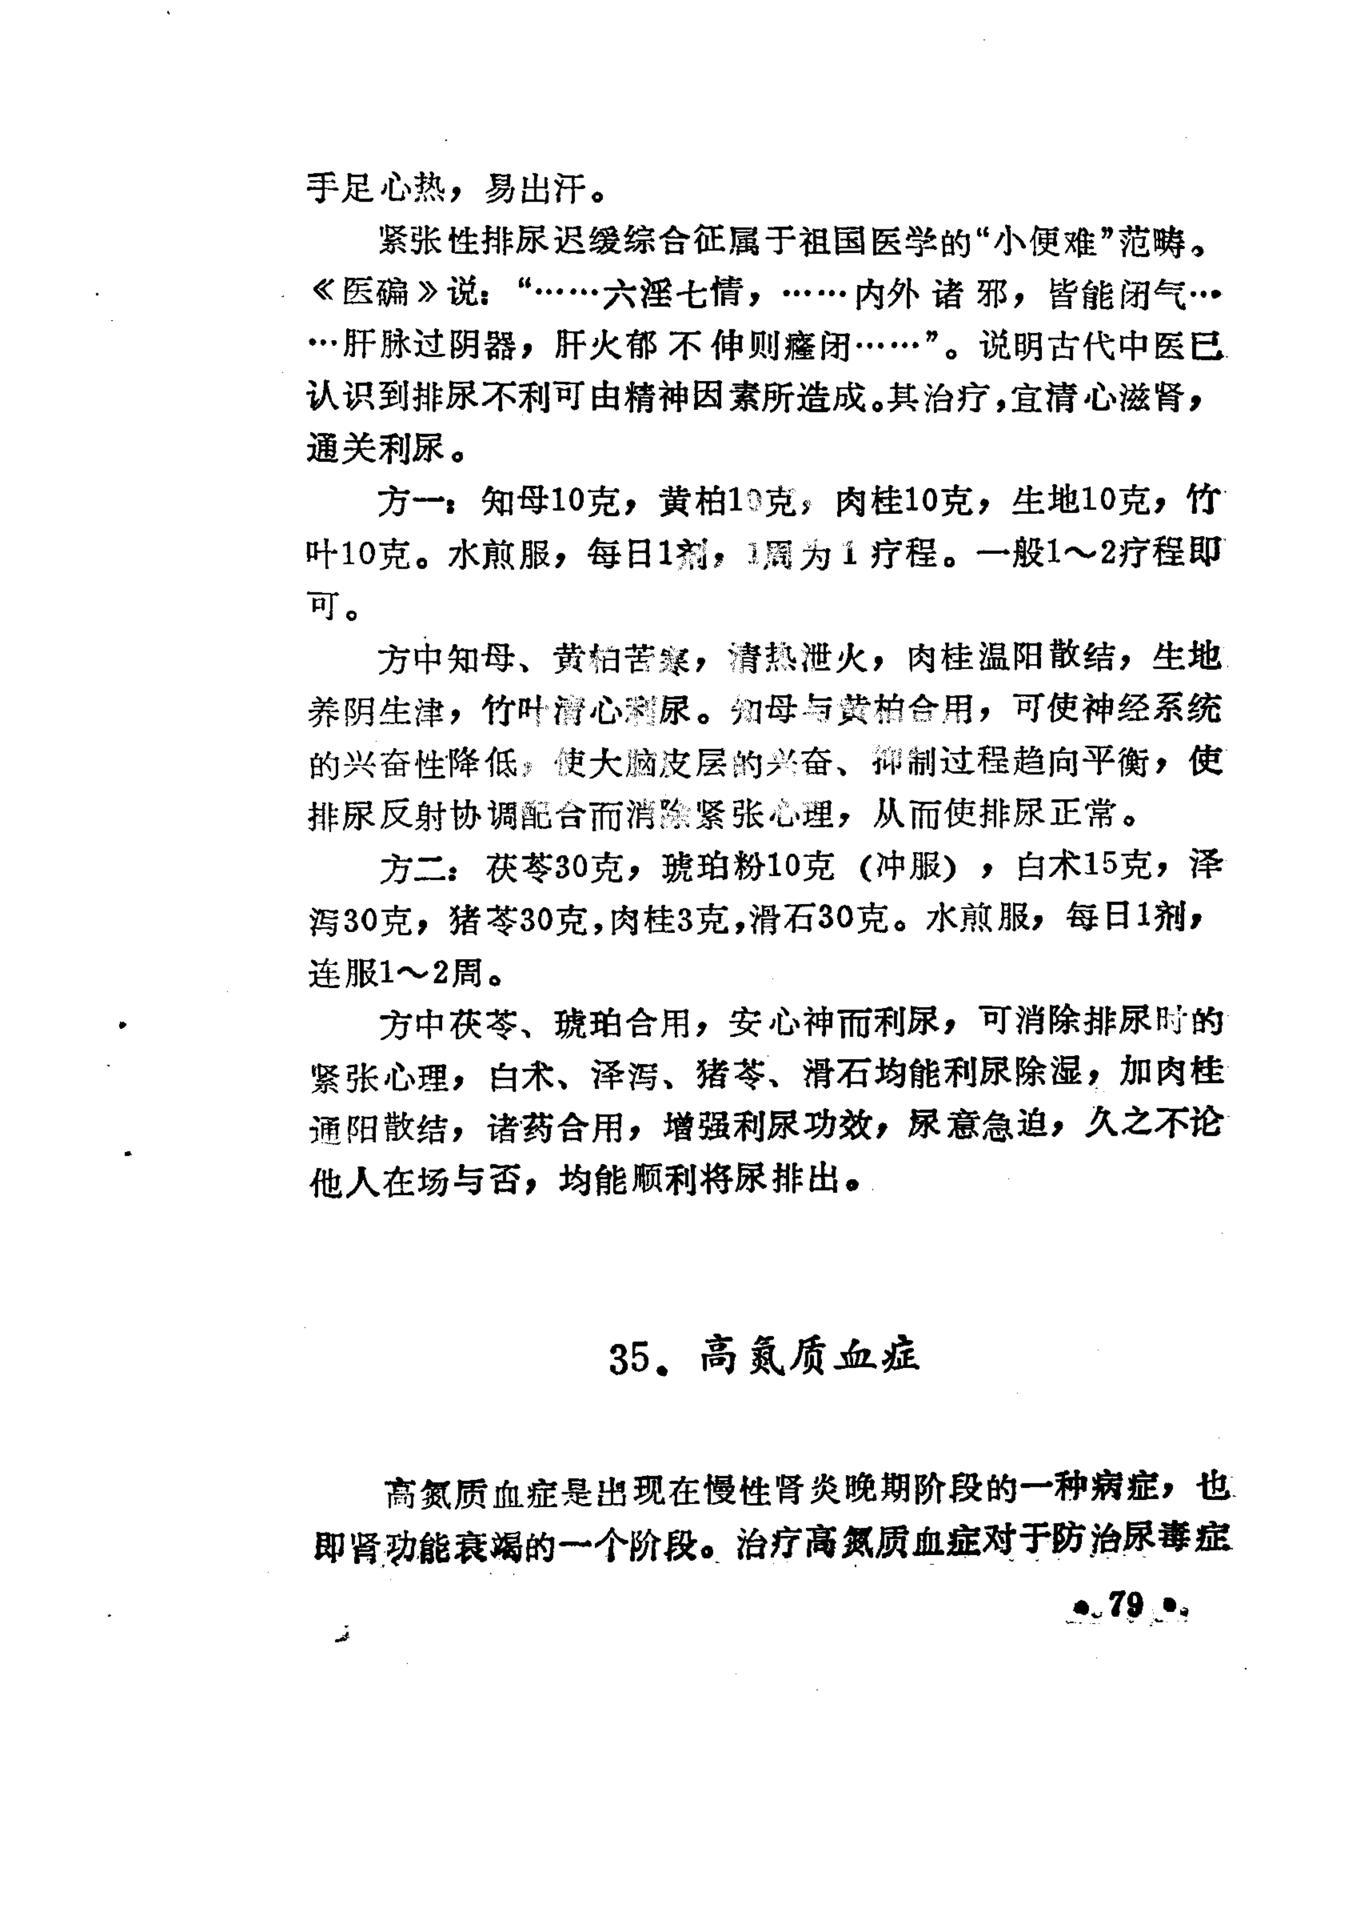 手足心热，易出汗。
紧张性排尿迟缓综合征属于祖国医学的“小便难”范畴。
《医碥》说：“……六淫七情，……内外诸邪，皆能闭气…
…肝脉过阴器，肝火郁不伸则癃闭……”。说明古代中医已
认识到排尿不利可由精神因素所造成。其治疗，宜清心滋肾，
通关利尿。
方一：知母10克，黄柏10克，肉桂10克，生地10克，竹
叶10克。水煎服，每日1剂，1周为1疗程。一般1～2疗程即
可。
方中知母、黄柏苦寒，清热泄火，肉桂温阳散结，生地
养阴生津，竹叶清心利尿。知母与黄柏合用，可使神经系统
的兴奋性降低，使大脑皮层的兴奋、抑制过程趋向平衡，使
排尿反射协调配合而消除紧张心理，从而使排尿正常。
方二：茯苓30克，琥珀粉10克（冲服），白术15克，泽
泻30克，猪苓30克，肉桂3克，滑石30克。水煎服，每日1剂，
连服1～2周。
方中茯苓、琥珀合用，安心神而利尿，可消除排尿时的
紧张心理，白术、泽泻、猪苓、滑石均能利尿除湿，加肉桂
通阳散结，诸药合用，增强利尿功效，尿意急迫，久之不论
他人在场与否，均能顺利将尿排出。
35．高氮质血症
高氮质血症是出现在慢性肾炎晚期阶段的一种病症，也
即肾功能衰竭的一个阶段。治疗高氮质血症对于防治尿毒症
• 79 •